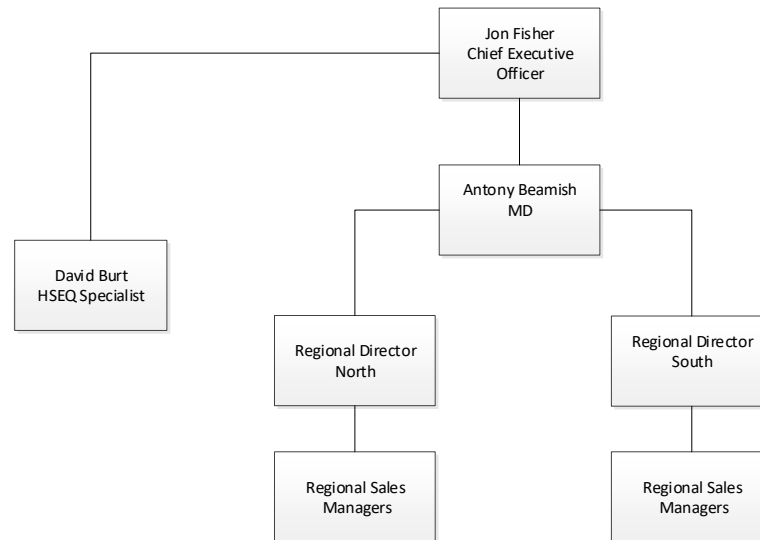 Jon Fisher
Chief Executive
Officer
Antony Beamish
MD
David Burt
HSEQ Specialist
Regional Director
North
Regional Director
South
Regional Sales
Managers
Regional Sales
Managers